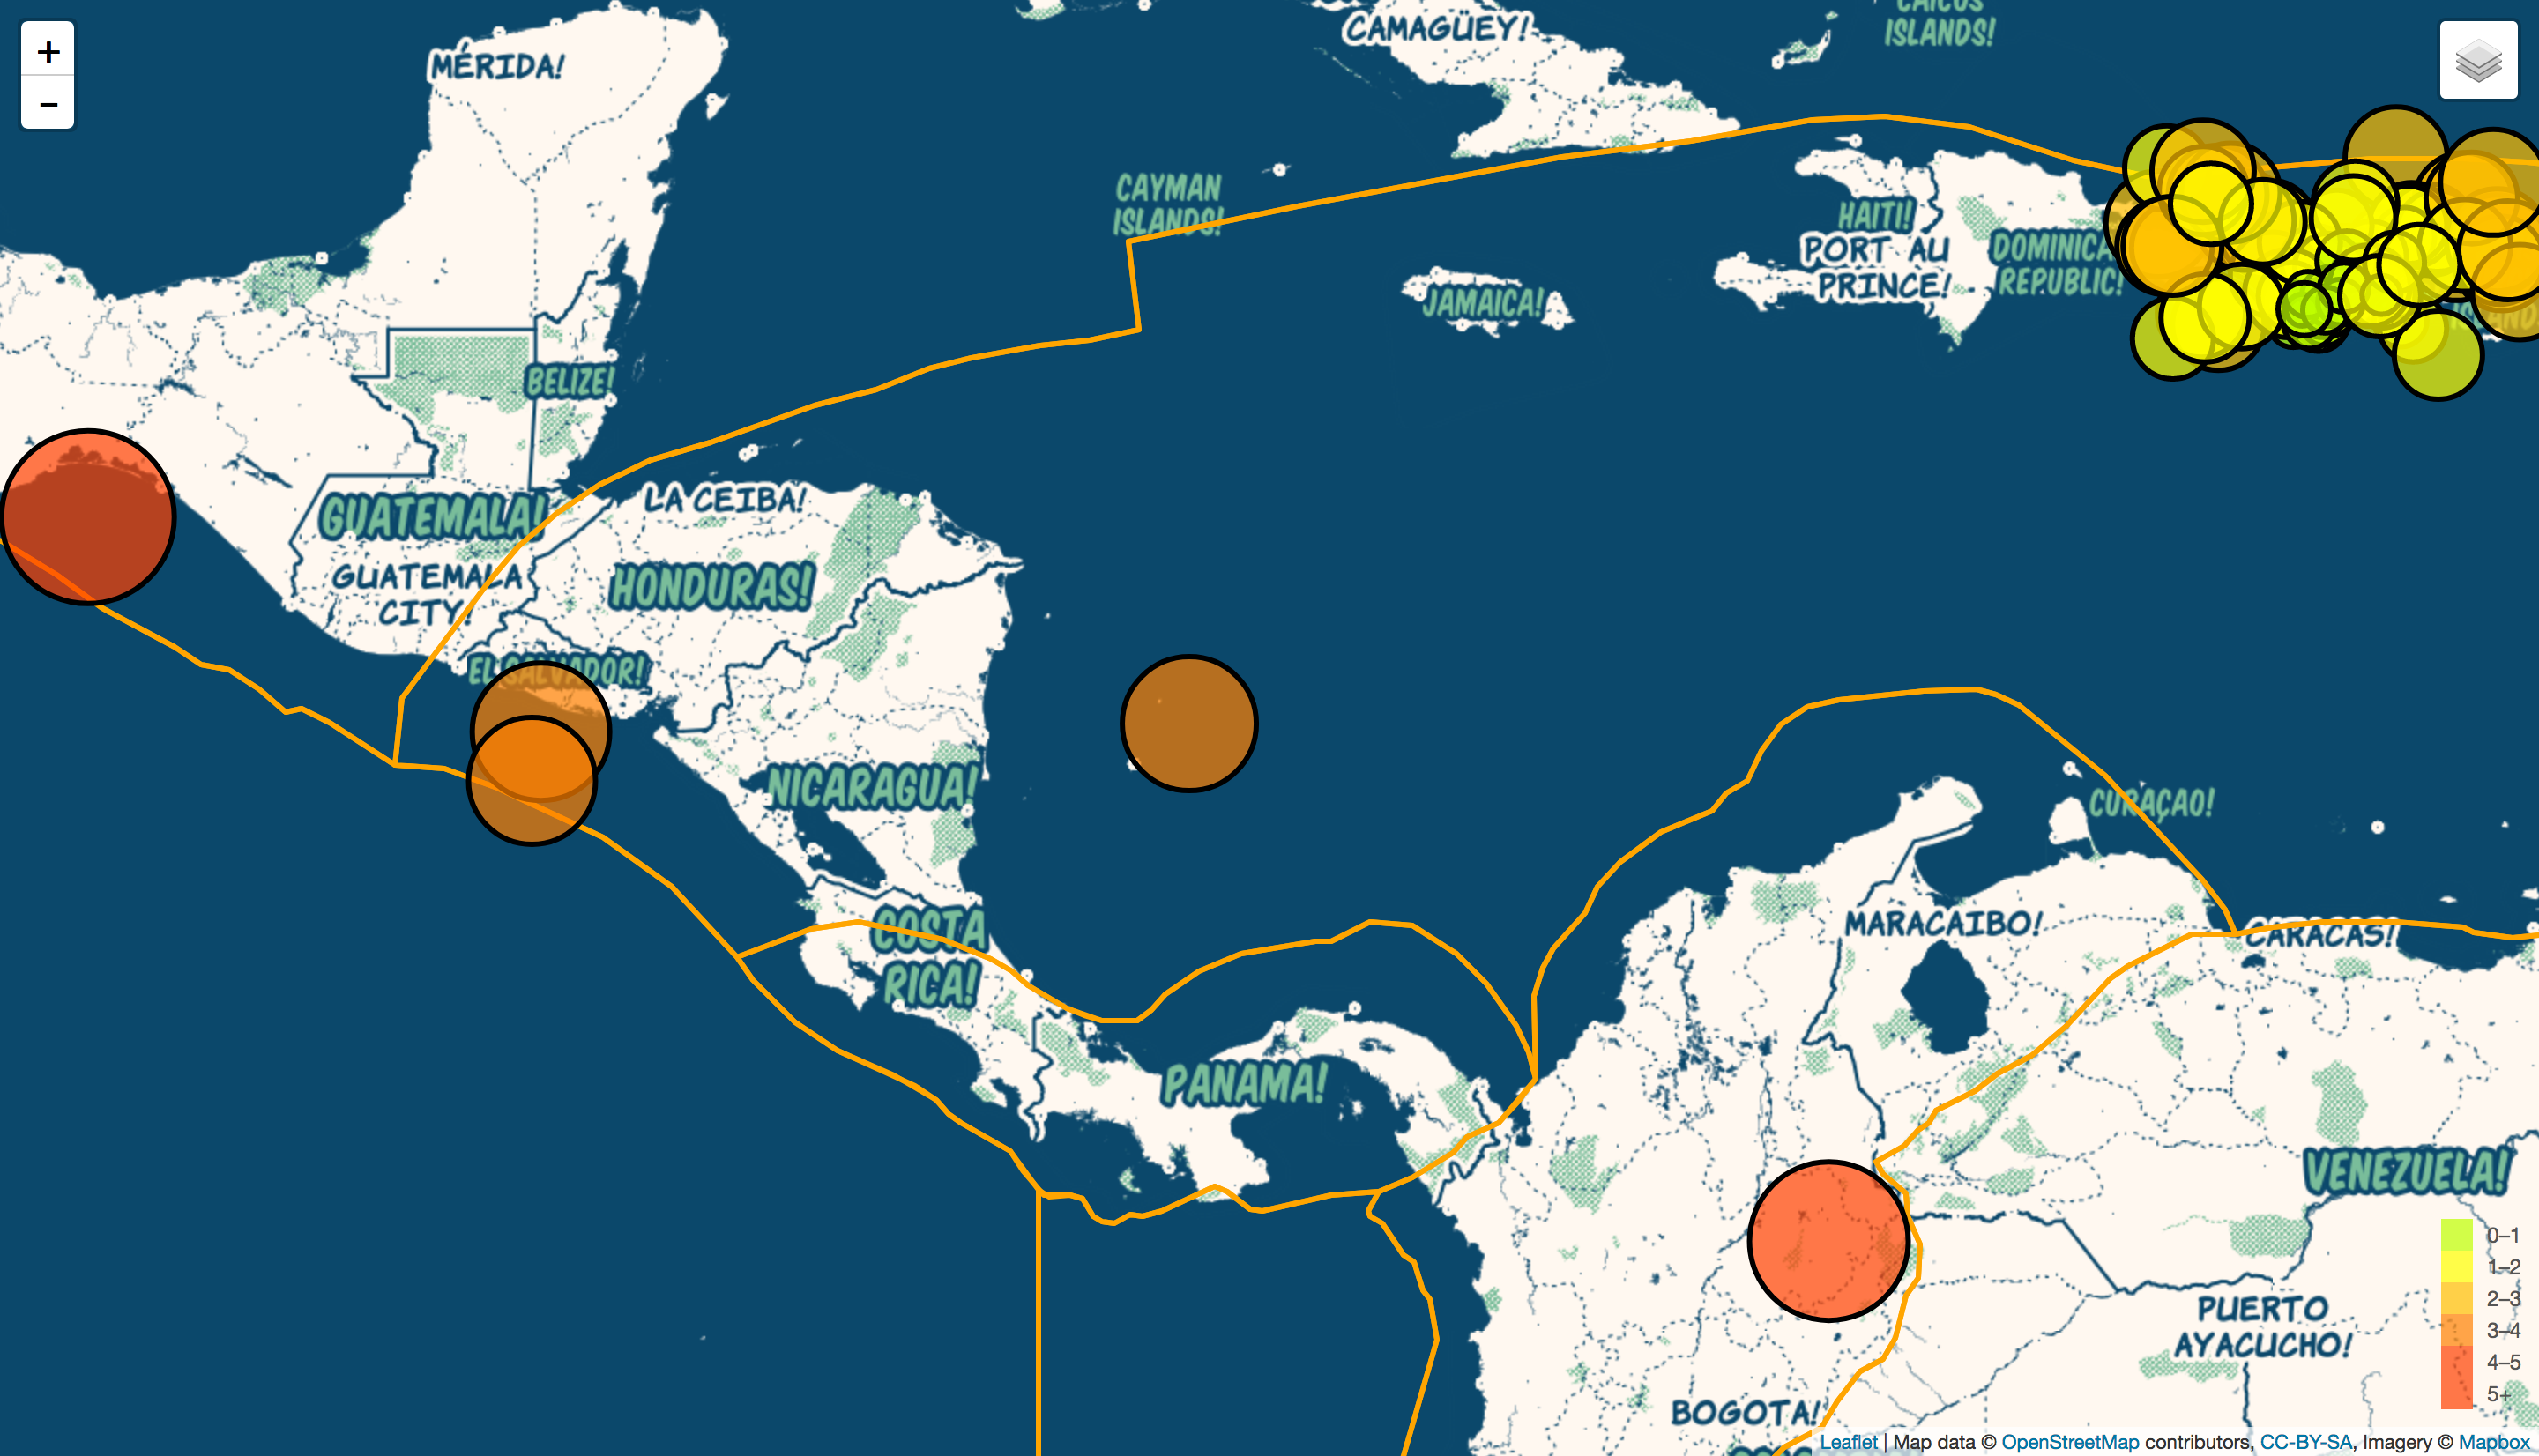 +
−
MÉRIDA!
CAMAGÜEY!
CAICOS
ISLANDS!
CAYMAN
ISLANDS!
HAITI!
PORT AU
PRINCE!
DOMINICA
REPUBLIC!
JAMAICA!
BELIZE!
GUATEMALA!
GUATEMALA
CITY!
LA CEIBA!
HONDURAS!
EL SALVADOR!
NICARAGUA!
CURAÇAO!
COSTA
RICA!
MARACAIBO!
CARACAS!
PANAMA!
VENEZUELA!
PUERTO
AYACUCHO!
BOGOTA!
0–1
1–2
2–3
3–4
4–5
5+
Leaflet | Map data © OpenStreetMap contributors, CC-BY-SA, Imagery © Mapbox